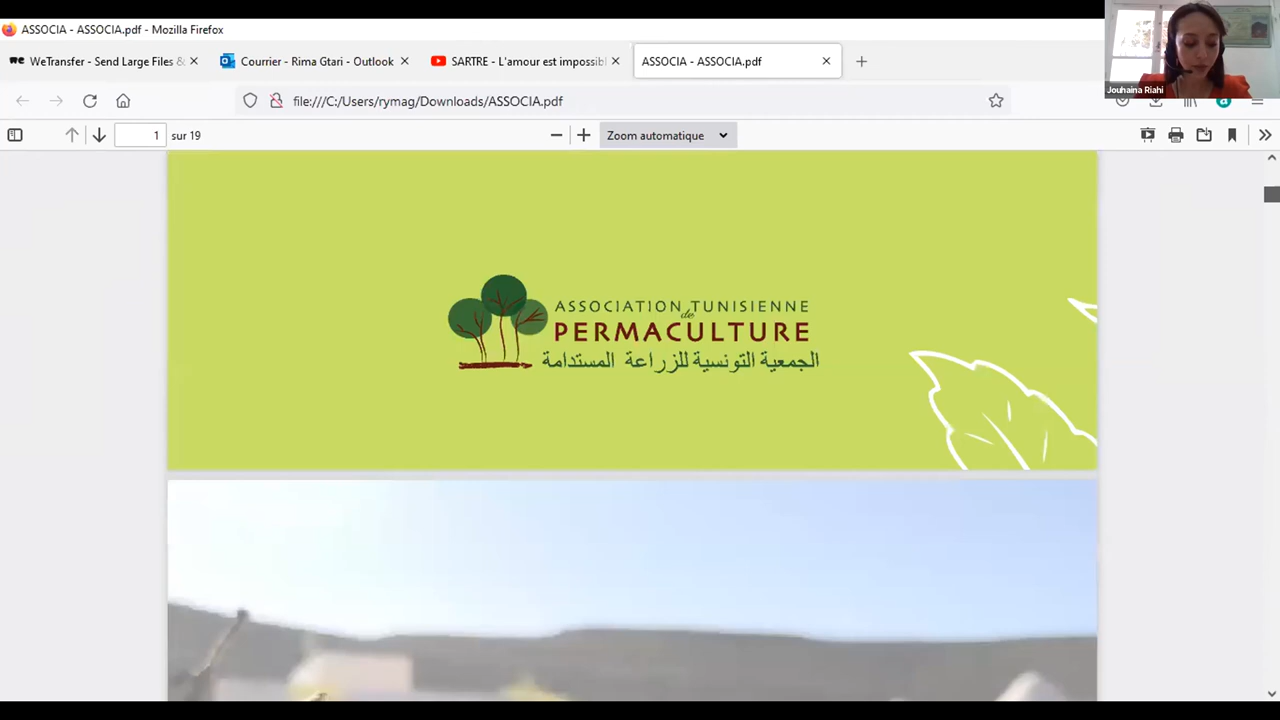 ASSOCIA - ASSOCIA.pdf - Mozilla Firefox
WeTransfer - Send Large Files &
Courrier - Rima Gtari - Outlook
SARTRE - L'amour est impossibl
ASSOCIA - ASSOCIA.pdf
Jouhaina Riahi
file:///C:/Users/rymag/Downloads/ASSOCIA.pdf
1 sur 19
Zoom automatique
ASSOCIATION TUNISIENNE
de
PERMACULTURE
الجمعية التونسية للزراعة المستدامة